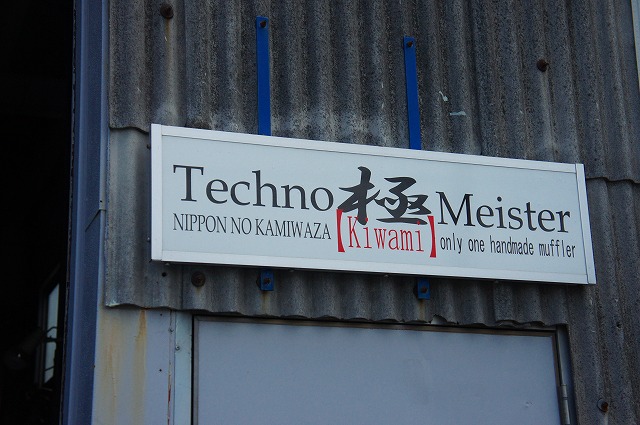 Techno 極 Meister
NIPPON NO KAMIWAZA 【Kiwami】 only one handmade muffler